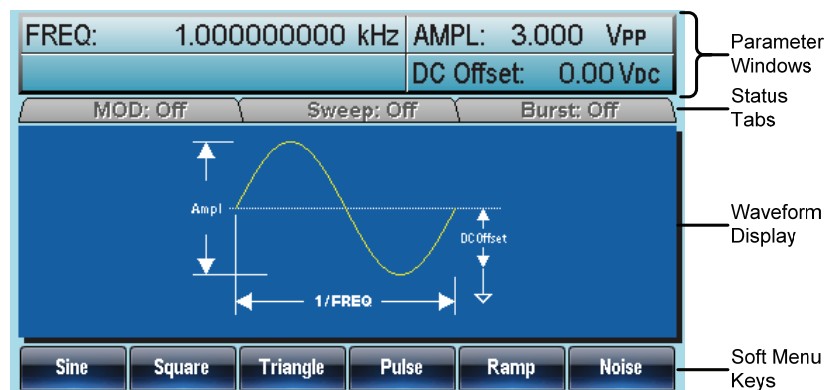 FREQ: 1.000000000 kHz AMPL: 3.000 VPP
DC Offset: 0.00 VDC
Parameter
Windows
MOD: Off Sweep: Off Burst: Off
Status
Tabs
Ampl
DC Offset
1/FREQ
Waveform
Display
Sine Square Triangle Pulse Ramp Noise
Soft Menu
Keys